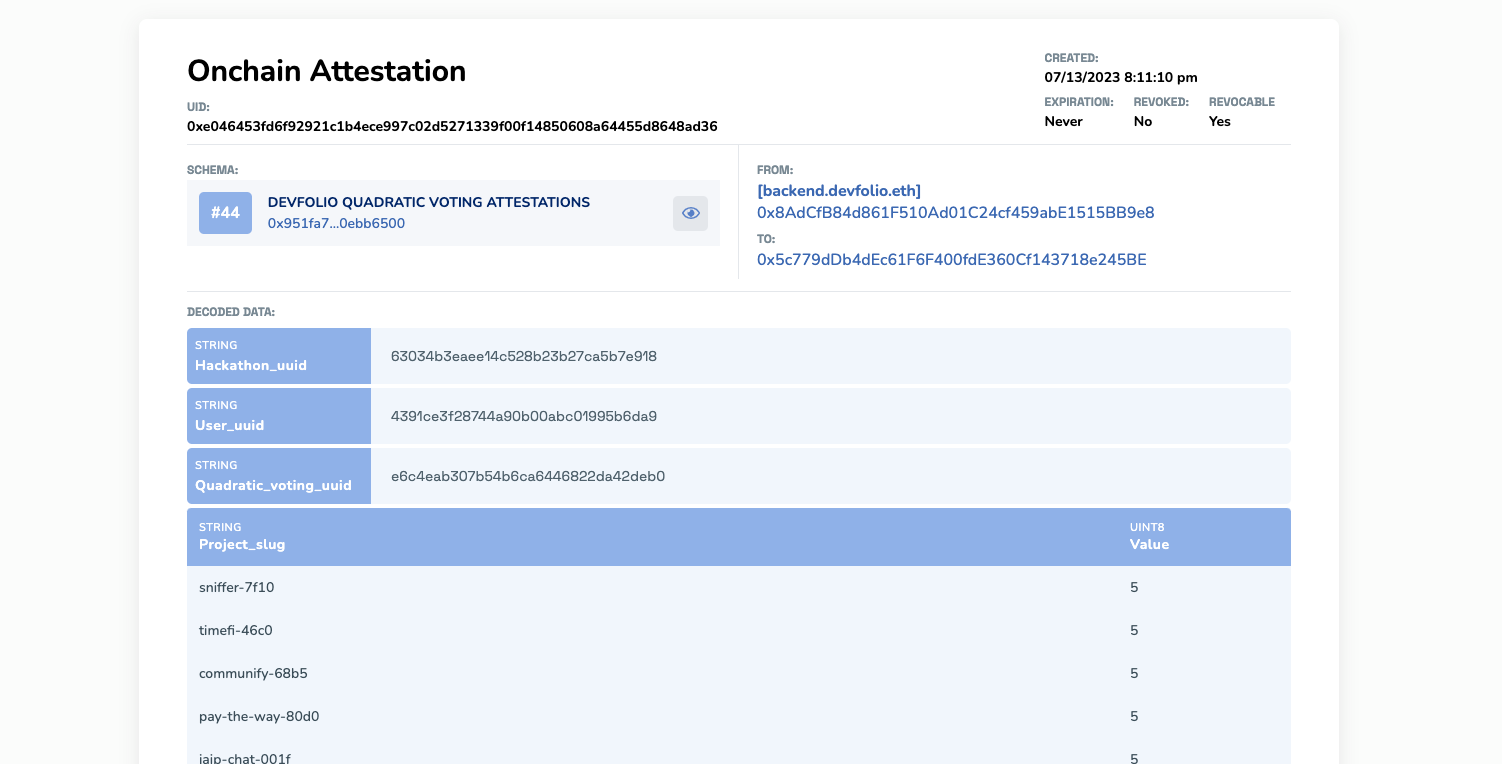 Onchain Attestation
UID:
0xe046453fd6f92921c1b4ece997c02d5271339f00f14850608a64455d8648ad36
CREATED:
07/13/2023 8:11:10 pm
EXPIRATION: REVOKED: REVOCABLE
Never No Yes
SCHEMA:
#44
DEVFOLIO QUADRATIC VOTING ATTESTATIONS
0x951fa7...0ebb6500
FROM:
[backend.devfolio.eth]
0x8AdCfB84d861F510Ad01C24cf459abE1515BB9e8
TO:
0x5c779dDb4dEc61F6F400fdE360Cf143718e245BE
DECODED DATA:
STRING
Hackathon_uuid
63034b3eaee14c528b23b27ca5b7e918
STRING
User_uuid
4391ce3f28744a90b00abc01995b6da9
STRING
Quadratic_voting_uuid
e6c4eab307b54b6ca6446822da42deb0
STRING UINT8
Project_slug Value
sniffer-7f10 5
timefi-46c0 5
communify-68b5 5
pay-the-way-80d0 5
jaip-chat-001f 5